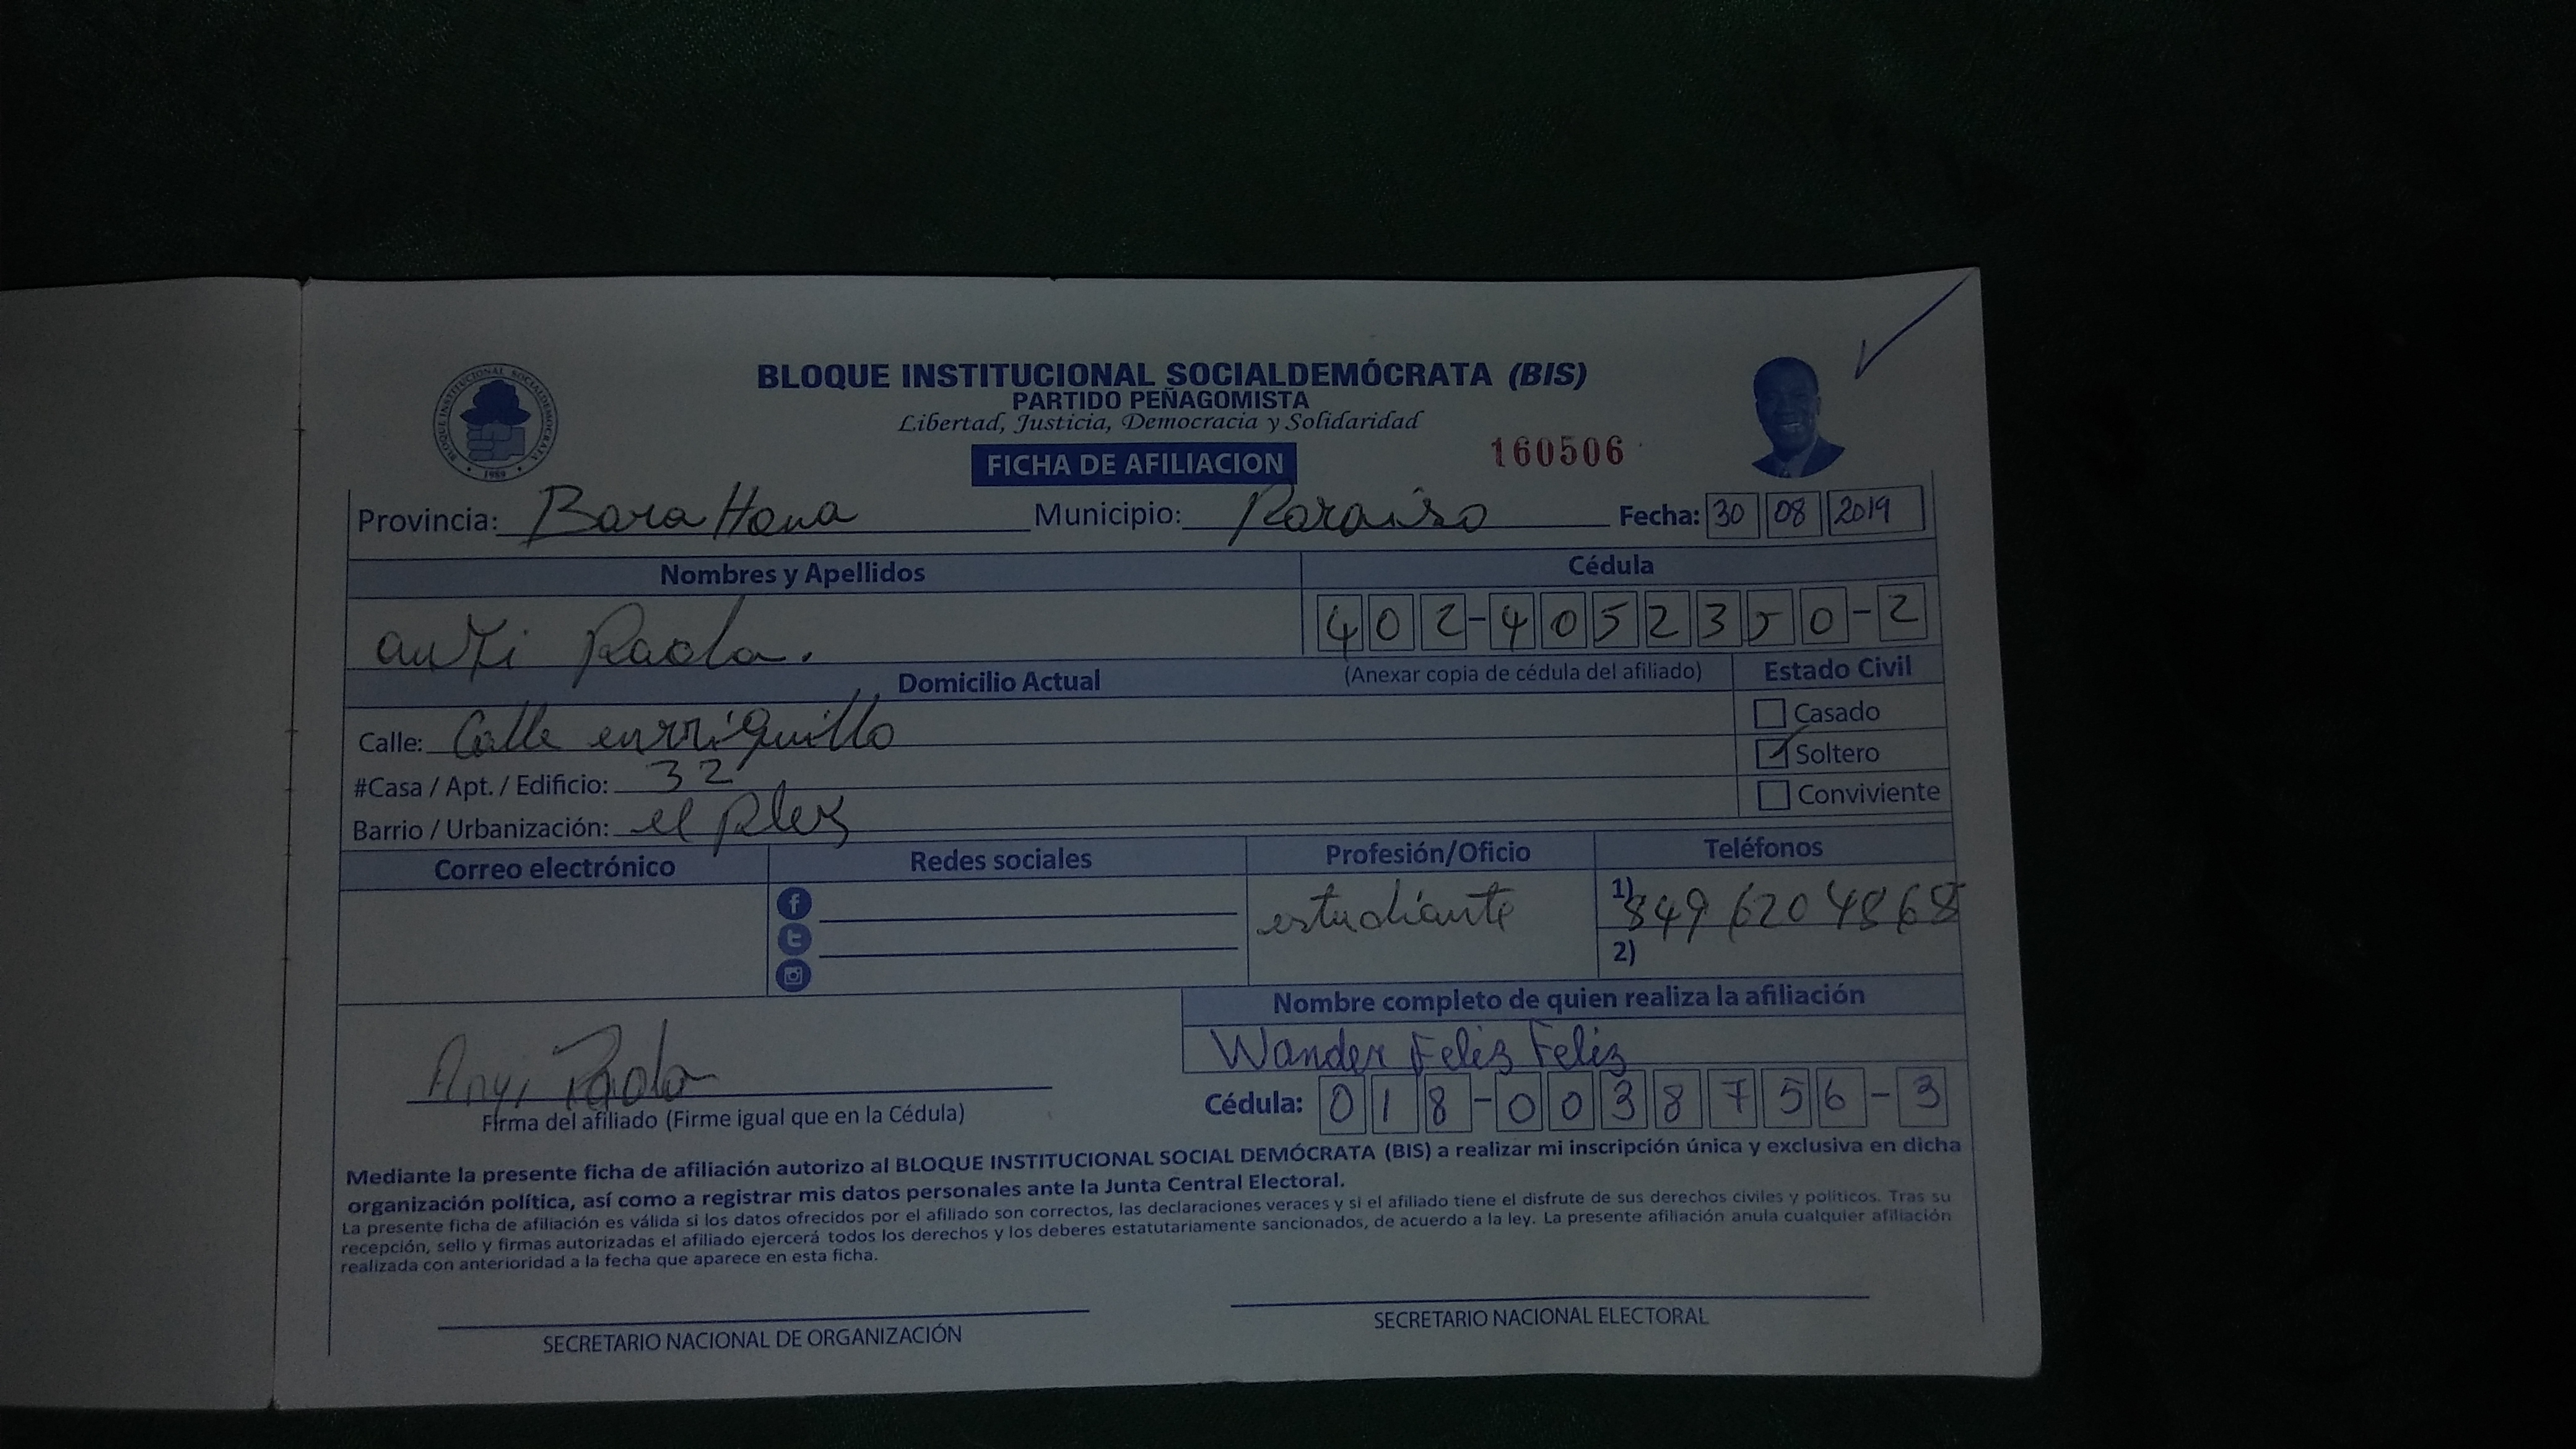 BLOQUE INSTITUCIONAL SOCIALDEMÓCRATA (BIS)
PARTIDO PEÑAGOMISTA
Libertad, Justicia, Democracia y Solidaridad
FICHA DE AFILIACION
160506
BLOQUE INSTITUCIONAL SOCIALDEMÓCRATA
1989
Provincia: BaraHona Municipio: Paraiso Fecha: 30 08 2019
Nombres y Apellidos Cédula
Paola. 402-4052350-2
Domicilio Actual (Anexar copia de cédula del afiliado) Estado Civil
Calle: Calle enrriquillo Casado
Soltero
#Casa / Apt. / Edificio: 32 Conviviente
Barrio / Urbanización: el
Correo electrónico Redes sociales Profesión/Oficio Teléfonos
estudiante 1) 849 620 4868
2)
Nombre completo de quien realiza la afiliación
Wander Feliz Feliz
Anyi Paola
Firma del afiliado (Firme igual que en la Cédula) Cédula: 018-0038756-3
Mediante la presente ficha de afiliación autorizo al BLOQUE INSTITUCIONAL SOCIAL DEMÓCRATA (BIS) a realizar mi inscripción única y exclusiva en dicha
organización política, así como a registrar mis datos personales ante la Junta Central Electoral.
La presente ficha de afiliación es válida si los datos ofrecidos por el afiliado son correctos, las declaraciones veraces y si el afiliado tiene el disfrute de sus derechos civiles y políticos. Tras su
recepción, sello y firmas autorizadas el afiliado ejercerá todos los derechos y los deberes estatutariamente sancionados, de acuerdo a la ley. La presente afiliación anula cualquier afiliación
realizada con anterioridad a la fecha que aparece en esta ficha.
SECRETARIO NACIONAL DE ORGANIZACIÓN SECRETARIO NACIONAL ELECTORAL